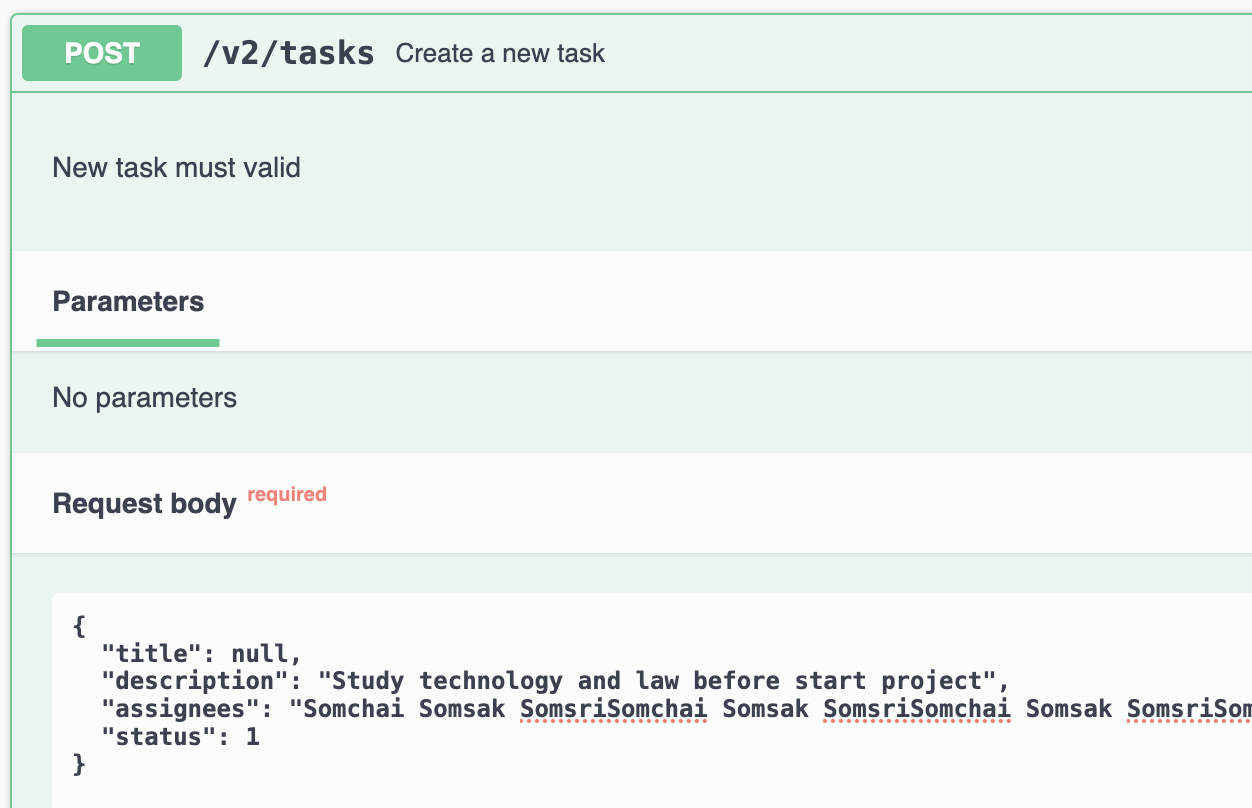 POST /v2/tasks Create a new task
New task must valid
Parameters
No parameters
Request body required
{
  "title": null,
  "description": "Study technology and law before start project",
  "assignees": "Somchai Somsak SomsriSomchai Somsak SomsriSomchai Somsak SomsriSom
  "status": 1
}